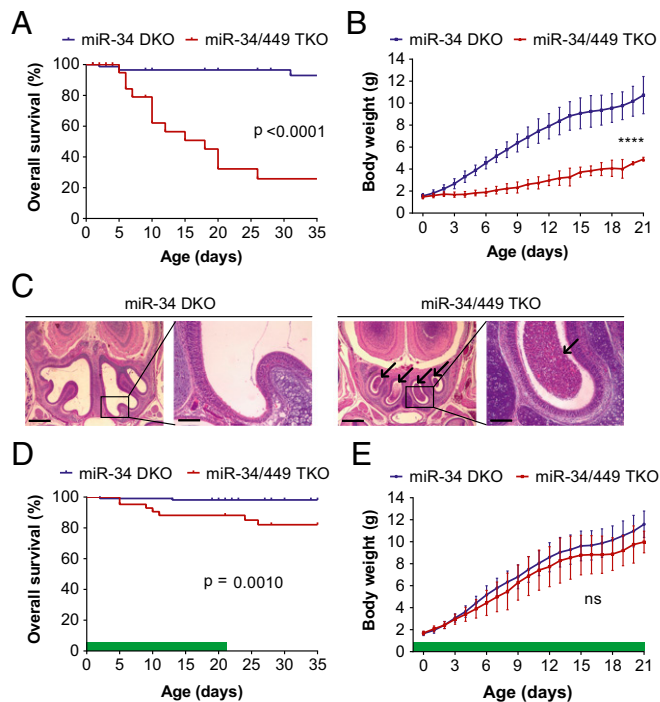 A
miR-34 DKO miR-34/449 TKO
Overall survival (%)
100
80
60
40
20
0
p <0.0001
0 5 10 15 20 25 30 35
Age (days)
B
miR-34 DKO miR-34/449 TKO
Body weight (g)
14
12
10
8
6
4
2
0
****
0 3 6 9 12 15 18 21
Age (days)
C
miR-34 DKO
miR-34/449 TKO
D
miR-34 DKO miR-34/449 TKO
Overall survival (%)
100
80
60
40
20
0
p = 0.0010
0 5 10 15 20 25 30 35
Age (days)
E
miR-34 DKO miR-34/449 TKO
Body weight (g)
14
12
10
8
6
4
2
0
ns
0 3 6 9 12 15 18 21
Age (days)